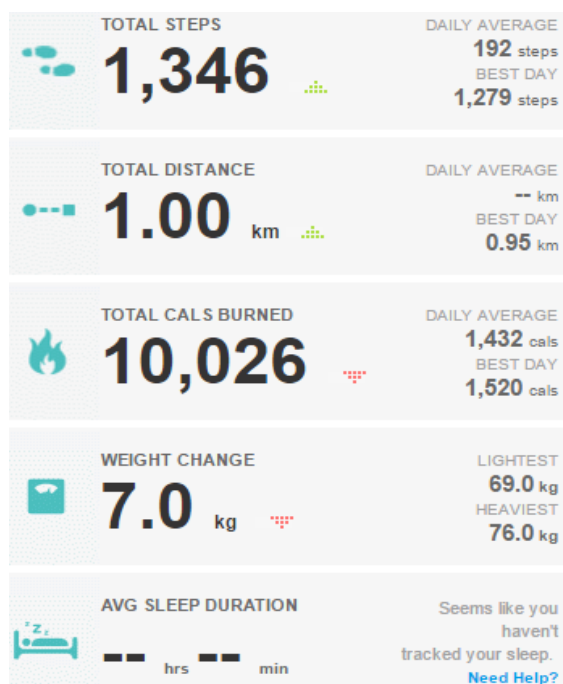 TOTAL STEPS
1,346
DAILY AVERAGE
192 steps
BEST DAY
1,279 steps
TOTAL DISTANCE
1.00 km
DAILY AVERAGE
-- km
BEST DAY
0.95 km
TOTAL CALS BURNED
10,026
DAILY AVERAGE
1,432 cals
BEST DAY
1,520 cals
WEIGHT CHANGE
7.0 kg
LIGHTEST
69.0 kg
HEAVIEST
76.0 kg
z z z
AVG SLEEP DURATION
-- hrs -- min
Seems like you
haven't
tracked your sleep.
Need Help?